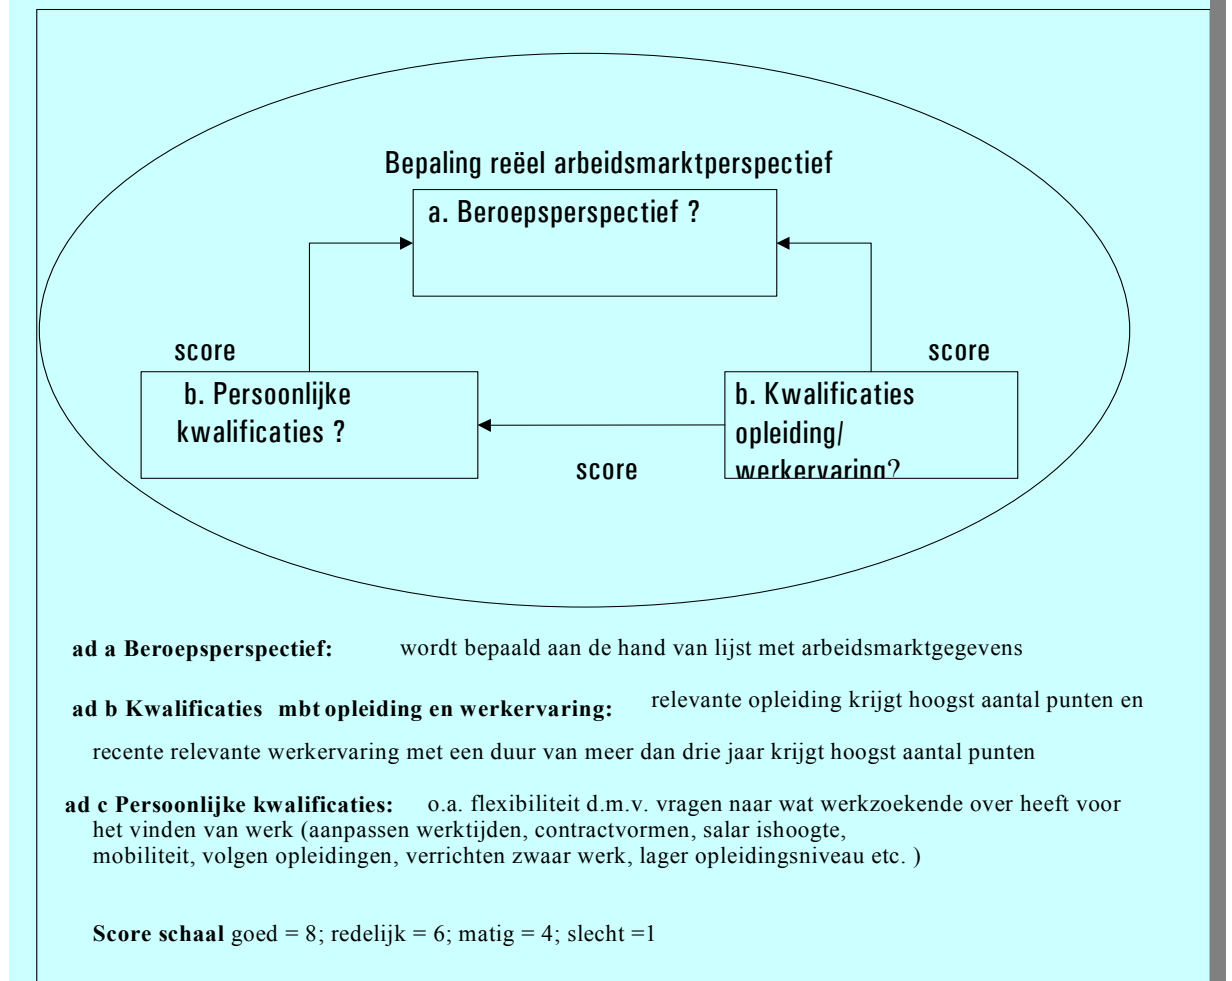 Bepaling reëel arbeidsmarktperspectief
a. Beroepsperspectief ?
score
score
b. Persoonlijke
kwalificaties ?
b. Kwalificaties
opleiding/
werkervaring?
score
ad a Beroepsperspectief: wordt bepaald aan de hand van lijst met arbeidsmarktgegevens
ad b Kwalificaties mbt opleiding en werkervaring: relevante opleiding krijgt hoogst aantal punten en
recente relevante werkervaring met een duur van meer dan drie jaar krijgt hoogst aantal punten
ad c Persoonlijke kwalificaties: o.a. flexibiliteit d.m.v. vragen naar wat werkzoekende over heeft voor
het vinden van werk (aanpassen werktijden, contractvormen, salar ishoogte,
mobiliteit, volgen opleidingen, verrichten zwaar werk, lager opleidingsniveau etc. )
Score schaal goed = 8; redelijk = 6; matig = 4; slecht =1